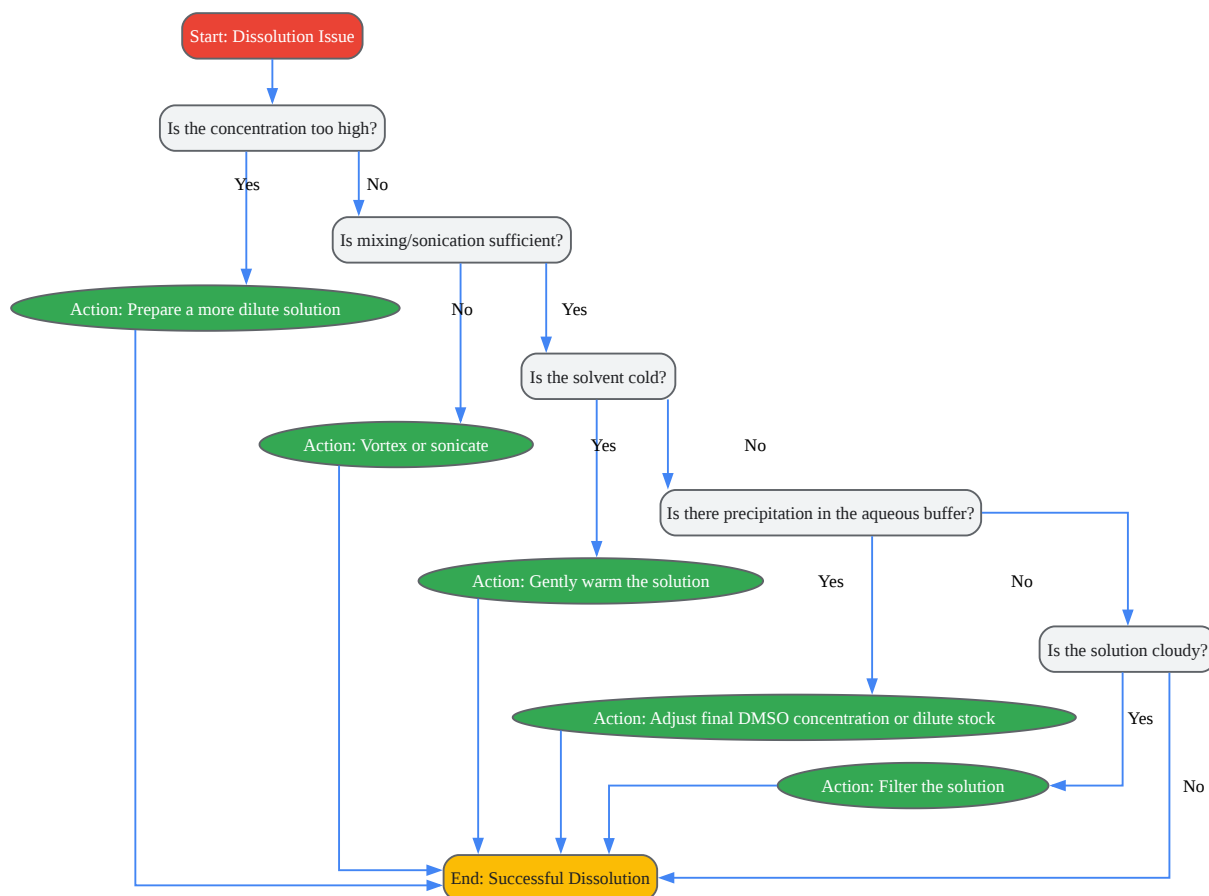 Start: Dissolution Issue
Is the concentration too high?
Yes
No
Is mixing/sonication sufficient?
Action: Prepare a more dilute solution
No
Yes
Is the solvent cold?
Action: Vortex or sonicate
Yes
No
Is there precipitation in the aqueous buffer?
Action: Gently warm the solution
Yes
No
Is the solution cloudy?
Action: Adjust final DMSO concentration or dilute stock
Yes
Action: Filter the solution
No
End: Successful Dissolution